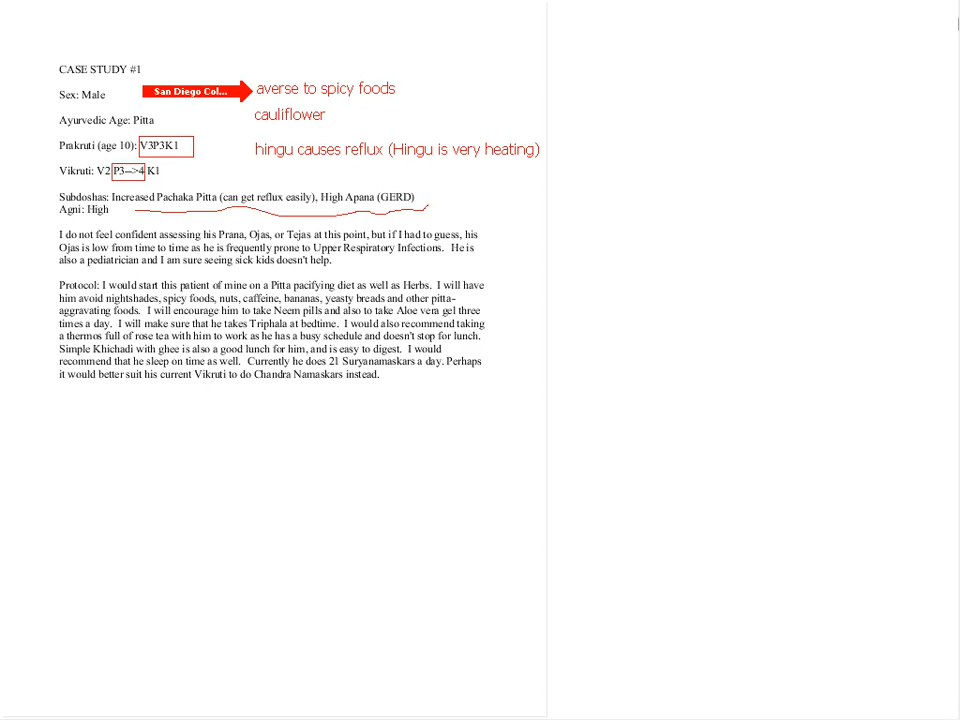 CASE STUDY #1
San Diego Col...
averse to spicy foods
Sex: Male
cauliflower
Ayurvedic Age: Pitta
Prakruti (age 10): V3P3K1
hingu causes reflux (Hingu is very heating)
Vikruti: V2 P3-->4 K1
Subdoshas: Increased Pachaka Pitta (can get reflux easily), High Apana (GERD)
Agni: High
I do not feel confident assessing his Prana, Ojas, or Tejas at this point, but if I had to guess, his
Ojas is low from time to time as he is frequently prone to Upper Respiratory Infections. He is
also a pediatrician and I am sure seeing sick kids doesn't help.
Protocol: I would start this patient of mine on a Pitta pacifying diet as well as Herbs. I will have
him avoid nightshades, spicy foods, nuts, caffeine, bananas, yeasty breads and other pitta-
aggravating foods. I will encourage him to take Neem pills and also to take Aloe vera gel three
times a day. I will make sure that he takes Triphala at bedtime. I would also recommend taking
a thermos full of rose tea with him to work as he has a busy schedule and doesn't stop for lunch.
Simple Khichadi with ghee is also a good lunch for him, and is easy to digest. I would
recommend that he sleep on time as well. Currently he does 21 Suryanamaskars a day. Perhaps
it would better suit his current Vikruti to do Chandra Namaskars instead.